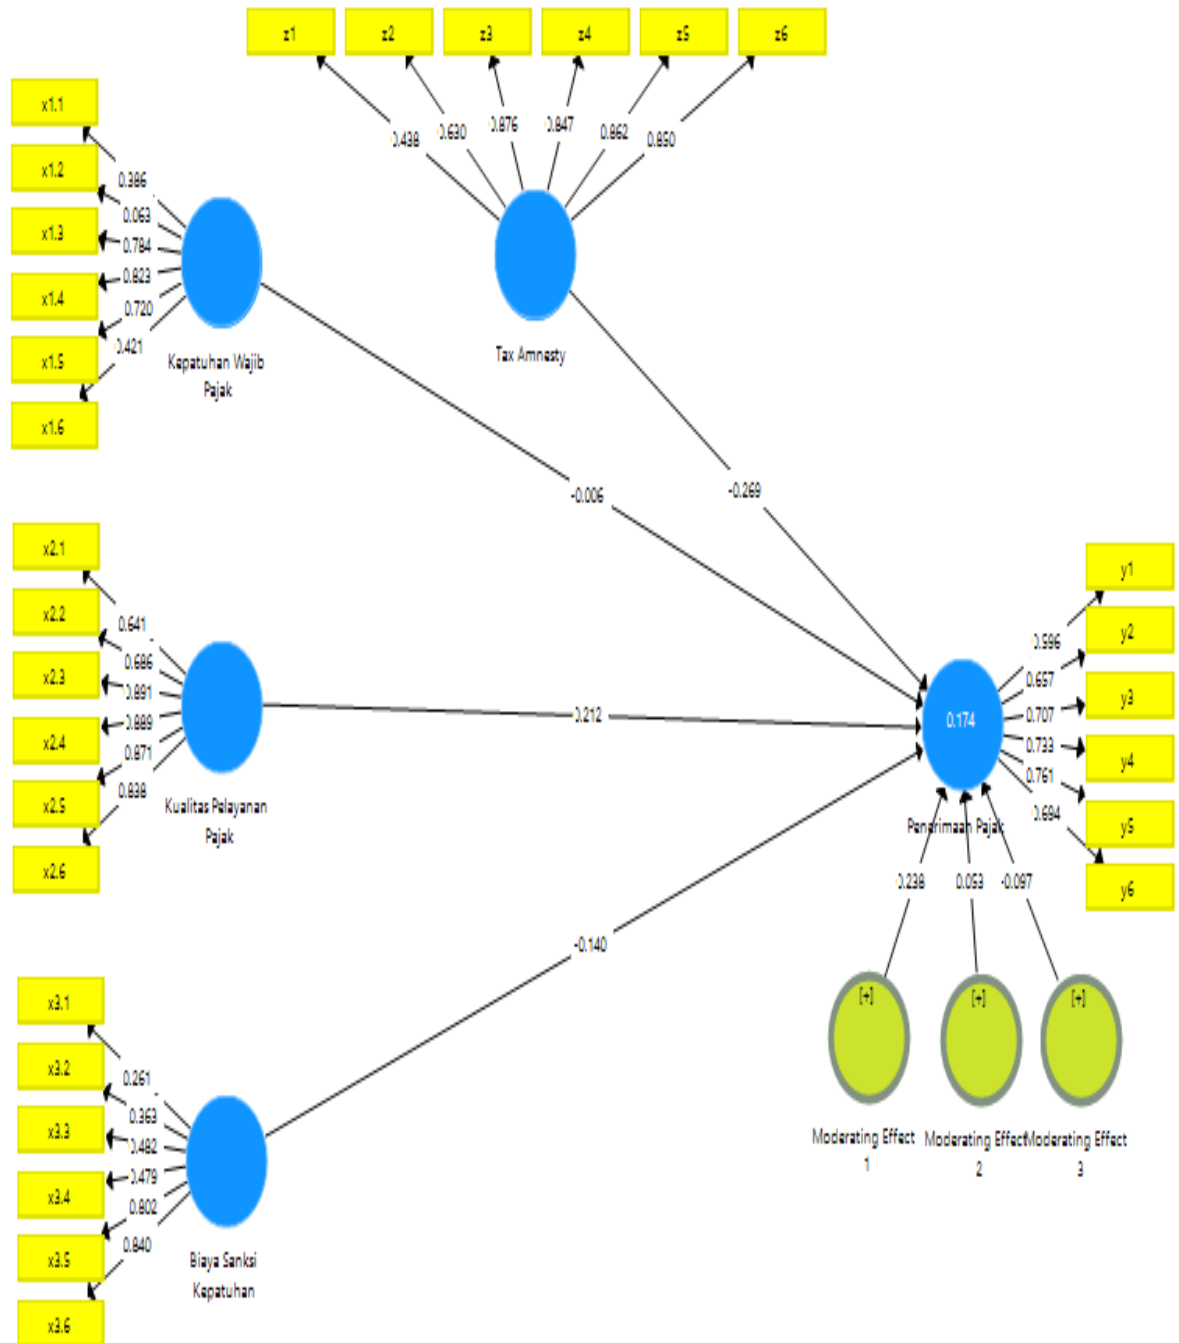 z1 z2 z3 z4 z5 z6
0.438 0.630 0.876 0.847 0.862 0.850
Tax Amnesty
x1.1
x1.2
x1.3
x1.4
x1.5
x1.6
0.386
0.063
0.784
0.823
0.720
0.421
Kepatuhan Wajib
Pajak
-0.006
-0.269
x2.1
x2.2
x2.3
x2.4
x2.5
x2.6
0.641
0.686
0.891
0.889
0.871
0.838
Kualitas Pelayanan
Pajak
0.212
0.174
Penerimaan Pajak
y1
y2
y3
y4
y5
y6
0.596
0.657
0.707
0.733
0.761
0.694
-0.140
0.238 0.053 -0.097
[+] [+] [+]
Moderating Effect
1
Moderating Effect
2
Moderating Effect
3
x3.1
x3.2
x3.3
x3.4
x3.5
x3.6
0.261
0.363
0.482
0.479
0.802
0.840
Biaya Sanksi
Kepatuhan